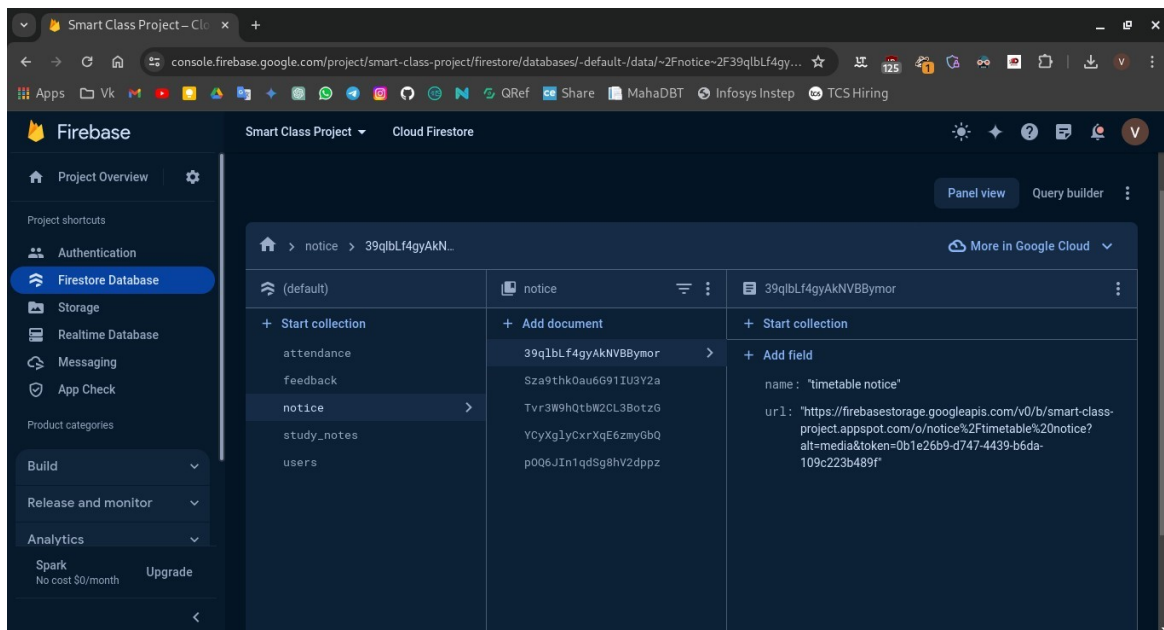 Smart Class Project – Clo
console.firebase.google.com/project/smart-class-project/firestore/databases/-default-/data/~2Fnotice~2F39qlbLf4gy...
125
1
V
Apps
Vk
QRef
Share
MahaDBT
Infosys Instep
TCS Hiring
Firebase
Smart Class Project
Cloud Firestore
V
Project Overview
Panel view
Query builder
Project shortcuts
Authentication
notice
39qlbLf4gyAkN...
More in Google Cloud
Firestore Database
(default)
notice
39qlbLf4gyAkNVBBymor
Storage
Start collection
Add document
Start collection
Realtime Database
attendance
39qlbLf4gyAkNVBBymor
Add field
Messaging
feedback
Sza9thkOau6G91IU3Y2a
name: "timetable notice"
App Check
notice
Tvr3W9hQtbW2CL3BotzG
url: "https://firebasestorage.googleapis.com/v0/b/smart-class-
project.appspot.com/o/notice%2Ftimetable%20notice?
alt=media&token=0b1e26b9-d747-4439-b6da-
109c223b489f"
Product categories
study_notes
YCyXglyCxrXqE6zmyGbQ
users
pOQ6JIn1qdSg8hV2dppz
Build
Release and monitor
Analytics
Spark
No cost $0/month
Upgrade